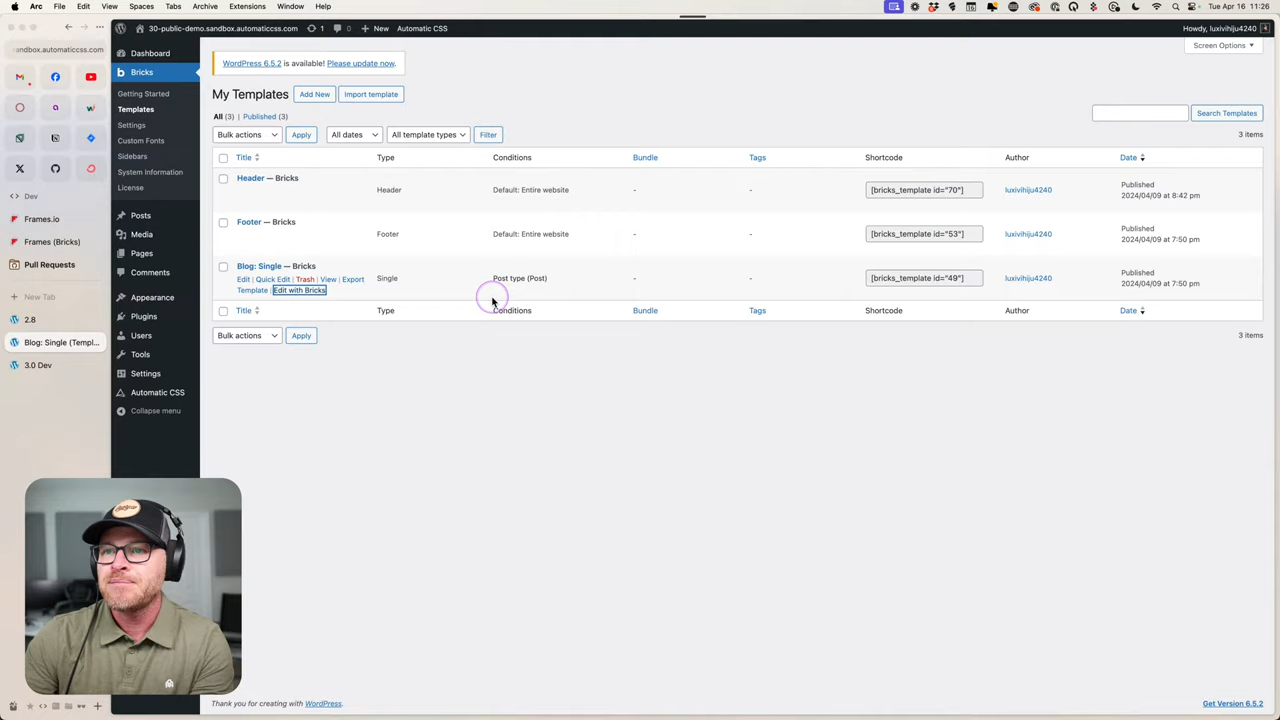 Arc File Edit View Spaces Tabs Archive Extensions Window Help
Tue Apr 16 11:26
sandbox.automaticcss.com
30-public-demo.sandbox.automaticcss.com 1 0 New Automatic CSS
Howdy, luxivihiju4240
Dashboard
Bricks
Getting Started
Templates
Settings
Custom Fonts
Sidebars
System Information
License
Posts
Media
Pages
Comments
Appearance
Plugins
Users
Tools
Settings
Automatic CSS
Collapse menu
Dev
Frames.io
Frames (Bricks)
Pull Requests
New Tab
2.8
Blog: Single (Templ...
3.0 Dev
Screen Options
WordPress 6.5.2 is available! Please update now.
My Templates Add New Import template
All (3) | Published (3)
Search Templates
Bulk actions Apply All dates All template types Filter
3 items
Title Type Conditions Bundle Tags Shortcode Author Date
Header — Bricks
Header Default: Entire website - - [bricks_template id="70"] luxivihiju4240
Published
2024/04/09 at 8:42 pm
Footer — Bricks
Footer Default: Entire website - - [bricks_template id="53"] luxivihiju4240
Published
2024/04/09 at 7:50 pm
Blog: Single — Bricks
Edit | Quick Edit | Trash | View | Export
Template | Edit with Bricks
Single Post type (Post) - - [bricks_template id="49"] luxivihiju4240
Published
2024/04/09 at 7:50 pm
Title Type Conditions Bundle Tags Shortcode Author Date
Bulk actions Apply
3 items
Thank you for creating with WordPress.
Get Version 6.5.2